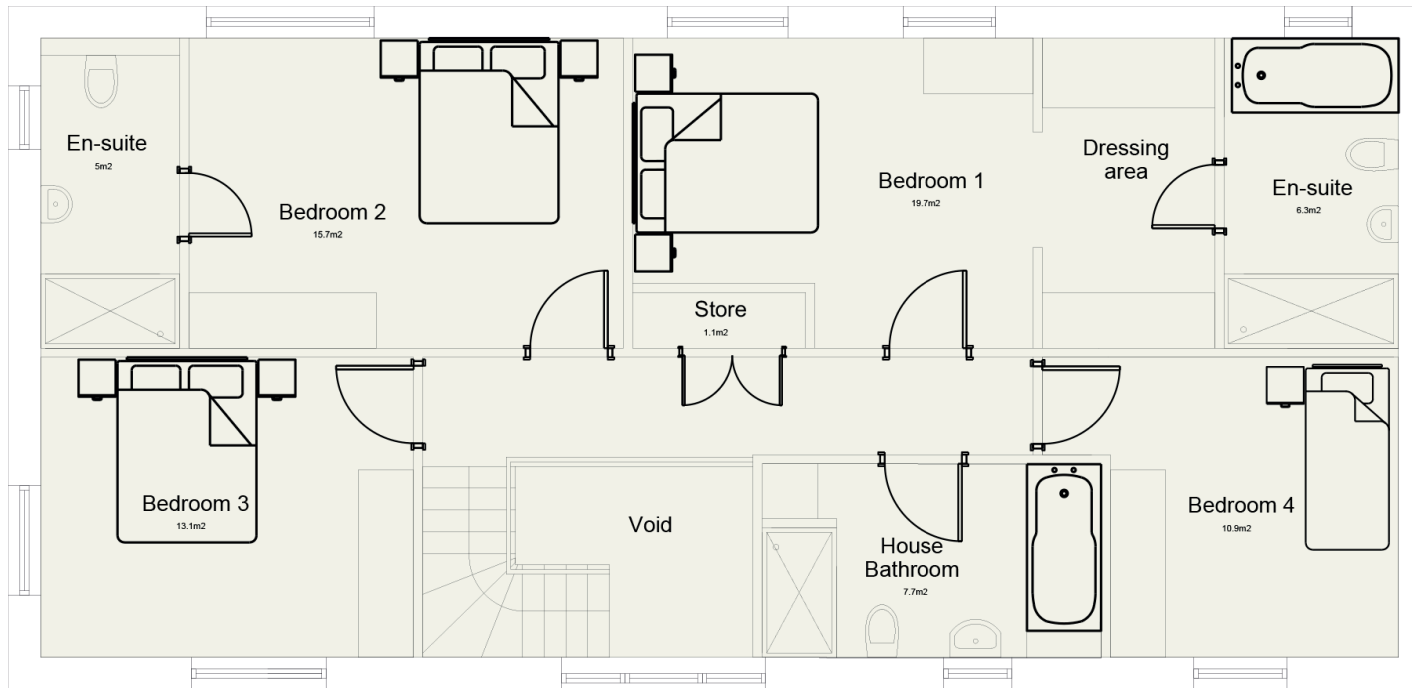 En-suite
5m2
Bedroom 2
15.7m2
Bedroom 1
19.7m2
Dressing
area
En-suite
6.3m2
Store
1.1m2
Bedroom 3
13.1m2
Void
House
Bathroom
7.7m2
Bedroom 4
10.9m2